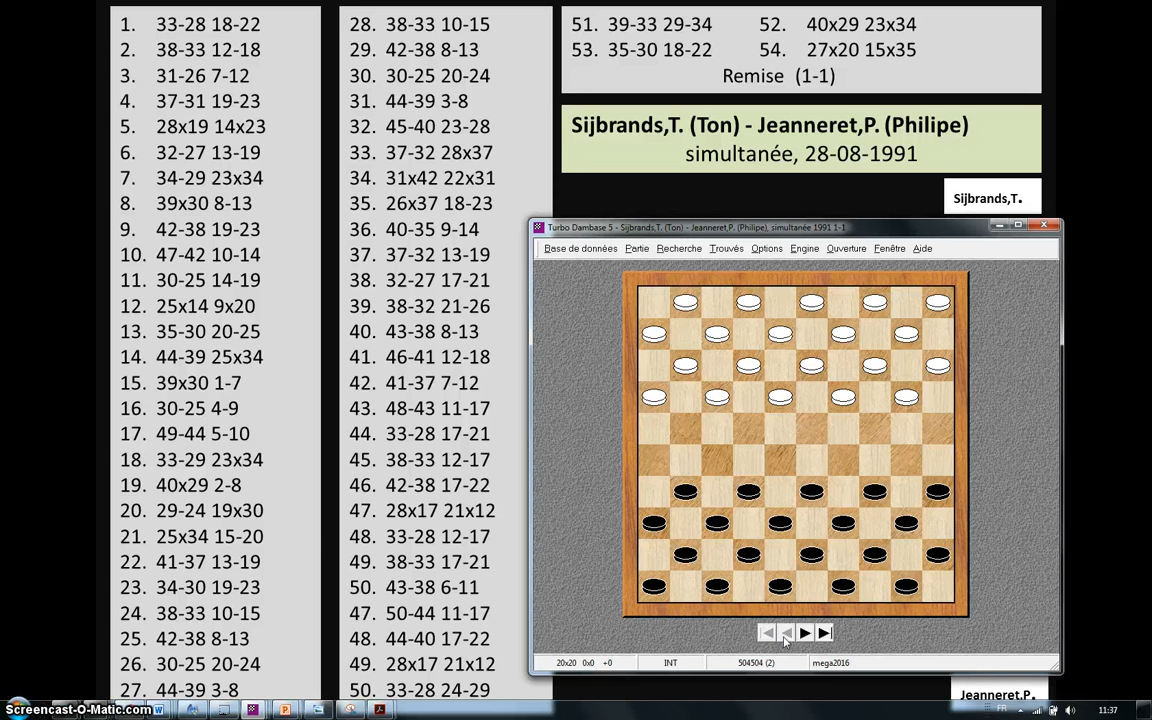 1. 33-28 18-22
2. 38-33 12-18
3. 31-26 7-12
4. 37-31 19-23
5. 28x19 14x23
6. 32-27 13-19
7. 34-29 23x34
8. 39x30 8-13
9. 42-38 19-23
10. 47-42 10-14
11. 30-25 14-19
12. 25x14 9x20
13. 35-30 20-25
14. 44-39 25x34
15. 39x30 1-7
16. 30-25 4-9
17. 49-44 5-10
18. 33-29 23x34
19. 40x29 2-8
20. 29-24 19x30
21. 25x34 15-20
22. 41-37 13-19
23. 34-30 19-23
24. 38-33 10-15
25. 42-38 8-13
26. 30-25 20-24
27. 44-39 3-8
28. 38-33 10-15
29. 42-38 8-13
30. 30-25 20-24
31. 44-39 3-8
32. 45-40 23-28
33. 37-32 28x37
34. 31x42 22x31
35. 26x37 18-23
36. 40-35 9-14
37. 37-32 13-19
38. 32-27 17-21
39. 38-32 21-26
40. 43-38 8-13
41. 46-41 12-18
42. 41-37 7-12
43. 48-43 11-17
44. 33-28 17-21
45. 38-33 12-17
46. 42-38 17-22
47. 28x17 21x12
48. 33-28 12-17
49. 38-33 17-21
50. 43-38 6-11
47. 50-44 11-17
48. 44-40 17-22
49. 28x17 21x12
50. 33-28 24-29
51. 39-33 29-34 52. 40x29 23x34
53. 35-30 18-22 54. 27x20 15x35
Remise (1-1)
Sijbrands,T. (Ton) - Jeanneret,P. (Philipe)
simultanée, 28-08-1991
Sijbrands,T.
Turbo Dambase 5 - Sijbrands,T. (Ton) - Jeanneret,P. (Philipe), simultanée 1991 1-1
Base de données Partie Recherche Trouvés Options Engine Ouverture Fenêtre Aide
20x20 0x0 +0 INT 504504 (2) mega2016
Jeanneret,P.
Screencast-O-Matic.com
FR 11:37